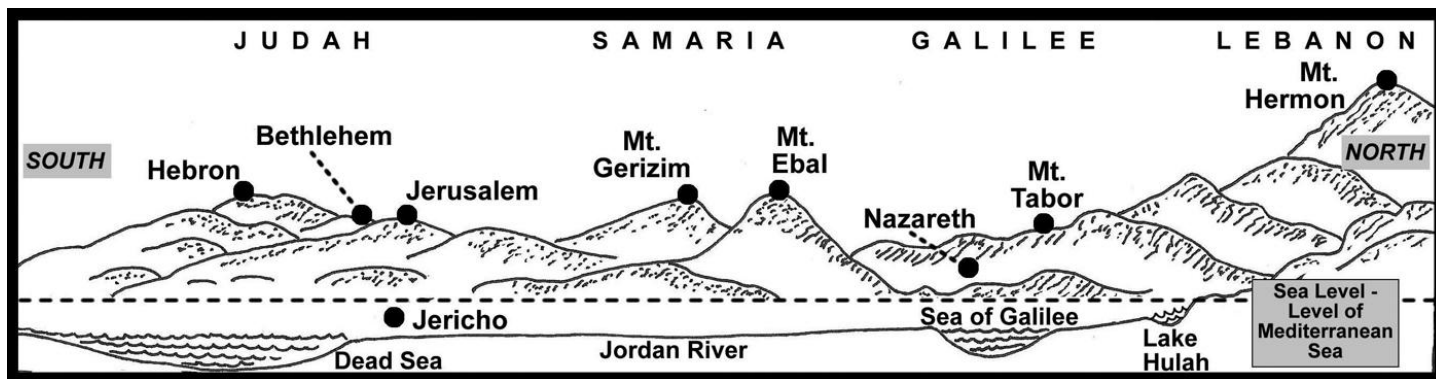 J U D A H
S A M A R I A
G A L I L E E
L E B A N O N
SOUTH
Hebron
Bethlehem
Jerusalem
Mt.
Gerizim
Mt.
Ebal
Nazareth
Mt.
Tabor
Mt.
Hermon
NORTH
Jericho
Dead Sea
Jordan River
Sea of Galilee
Lake
Hulah
Sea Level -
Level of
Mediterranean
Sea